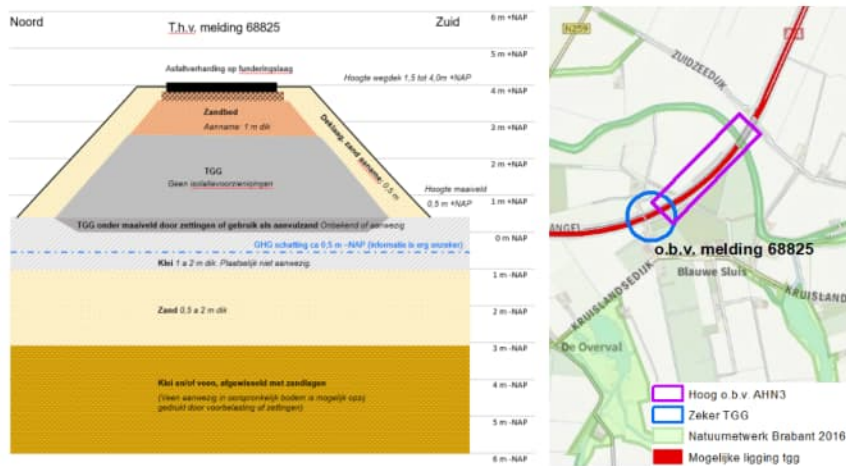 Noord
T.h.v. melding 68825
Zuid
6 m +NAP
5 m +NAP
Asfaltverharding op funderingslaag
Hoogte wegdek 1,5 tot 4,0m +NAP
4 m +NAP
Zandbed
Aanname: 1 m dik
Deklaag, zand aanname: 0,5 m
3 m +NAP
TGG
Geen isolatievoorzieningen
2 m +NAP
Hoogte maaiveld
0,5 m +NAP
1 m +NAP
TGG onder maaiveld door zettingen of gebruik als aanvulzand Onbekend of aanwezig
0 m NAP
GHG schatting ca 0,5 m -NAP (informatie is erg onzeker)
Klei 1 a 2 m dik. Plaatselijk niet aanwezig.
1 m -NAP
Zand 0,5 a 2 m dik
2 m -NAP
3 m -NAP
Klei en/of veen, afgewisseld met zandlagen
4 m -NAP
(Veen aanwezig in oorspronkelijk bodem is mogelijk opzij
gedrukt door voorbelasting of zettingen)
5 m -NAP
6 m -NAP
N259
ZUIDZEEDIJK
ANGEL
o.b.v. melding 68825
Blauwe Sluis
KRUISLANDSEDIJK
KRUISLAND
De Overval
Hoog o.b.v. AHN3
Zeker TGG
Natuurnetwerk Brabant 2016
Mogelijke ligging tgg